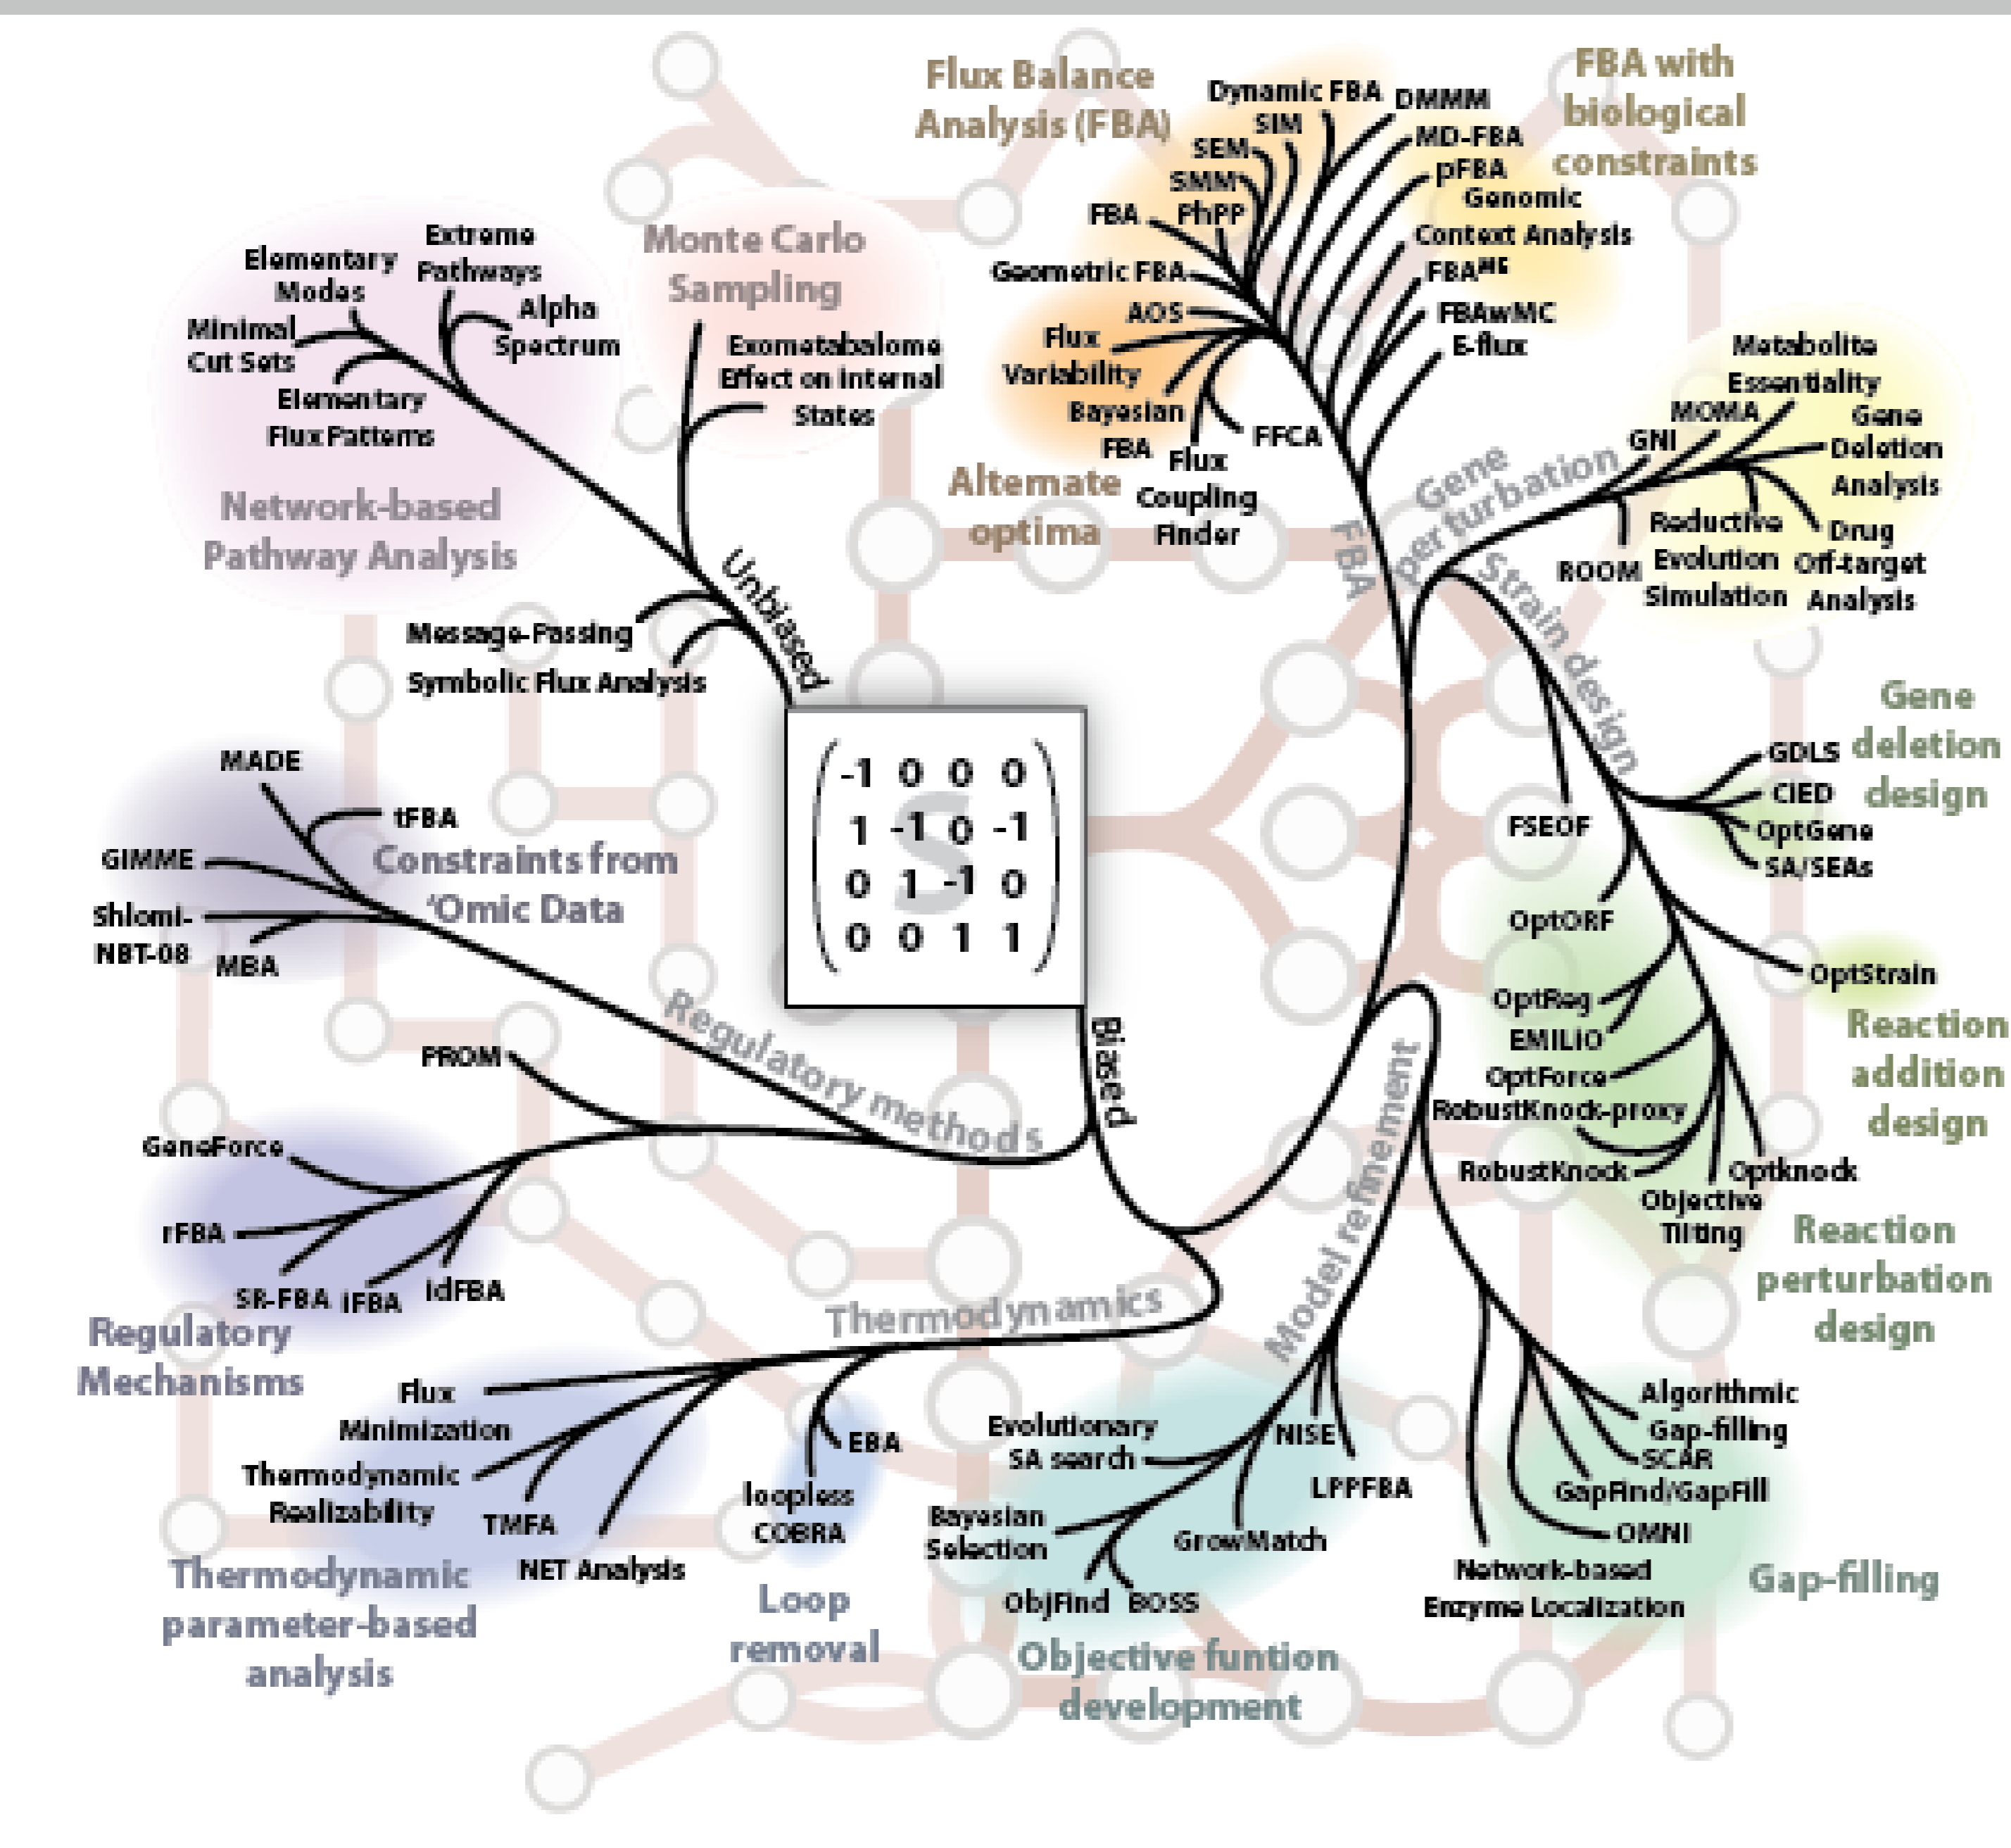 Flux Balance
Analysis (FBA)
Dynamic FBA
DMMM
SIM
MD-FBA
SEM
pFBA
SMM
Genomic
Context Analysis
FBA
PhPP
FBAᴹᴱ
Geometric FBA
FBAwMC
AOS
E-flux
Flux
Variability
Bayesian
FBA
FFCA
Flux
Coupling
Finder
Alternate
optima
FBA with
biological
constraints
FBA
Extreme
Pathways
Elementary
Modes
Alpha
Spectrum
Minimal
Cut Sets
Elementary
Flux Patterns
Network-based
Pathway Analysis
Monte Carlo
Sampling
Exometabalome
Effect on internal
States
Unbiased
Message-Passing
Symbolic Flux Analysis
Gene
perturbation
Metabolite
Essentiality
MOMA
GNI
Gene
Deletion
Analysis
Reductive
Evolution
Simulation
Drug
Off-target
Analysis
ROOM
Strain design
Gene
deletion
design
GDLS
CiED
OptGene
SA/SEAs
FSEOF
OptORF
OptStrain
Reaction
addition
design
OptReg
EMILiO
OptForce
RobustKnock-proxy
RobustKnock
Optknock
Objective
Tilting
Reaction
perturbation
design
S
-1 0 0 0
1 -1 0 -1
0 1 -1 0
0 0 1 1
Biased
MADE
tFBA
GIMME
Constraints from
‘Omic Data
Shlomi-
NBT-08
MBA
Regulatory methods
PROM
GeneForce
rFBA
SR-FBA
iFBA
idFBA
Regulatory
Mechanisms
Thermodynamics
Flux
Minimization
Thermodynamic
Realizability
TMFA
NET Analysis
Thermodynamic
parameter-based
analysis
EBA
loopless
COBRA
Loop
removal
Model refinement
Evolutionary
SA search
NISE
LPPFBA
Bayesian
Selection
GrowMatch
ObjFind
BOSS
Objective funtion
development
Algorithmic
Gap-filling
SCAR
GapFind/GapFill
OMNI
Network-based
Enzyme Localization
Gap-filling